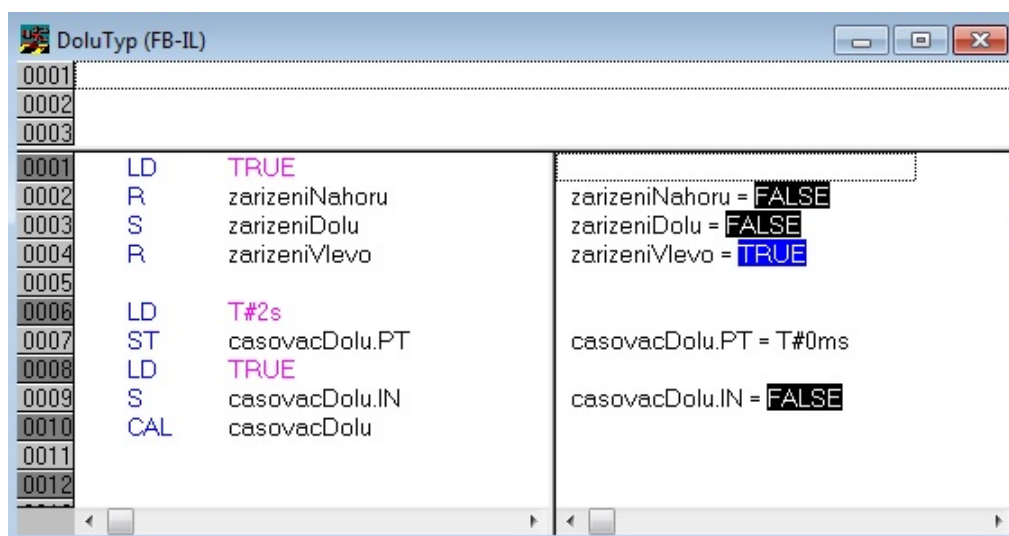 DoluTyp (FB-IL)
0001
0002
0003
0001 LD TRUE
0002 R zarizeniNahoru zarizeniNahoru = FALSE
0003 S zarizeniDolu zarizeniDolu = FALSE
0004 R zarizeniVlevo zarizeniVlevo = TRUE
0005
0006 LD T#2s
0007 ST casovacDolu.PT casovacDolu.PT = T#0ms
0008 LD TRUE
0009 S casovacDolu.IN casovacDolu.IN = FALSE
0010 CAL casovacDolu
0011
0012